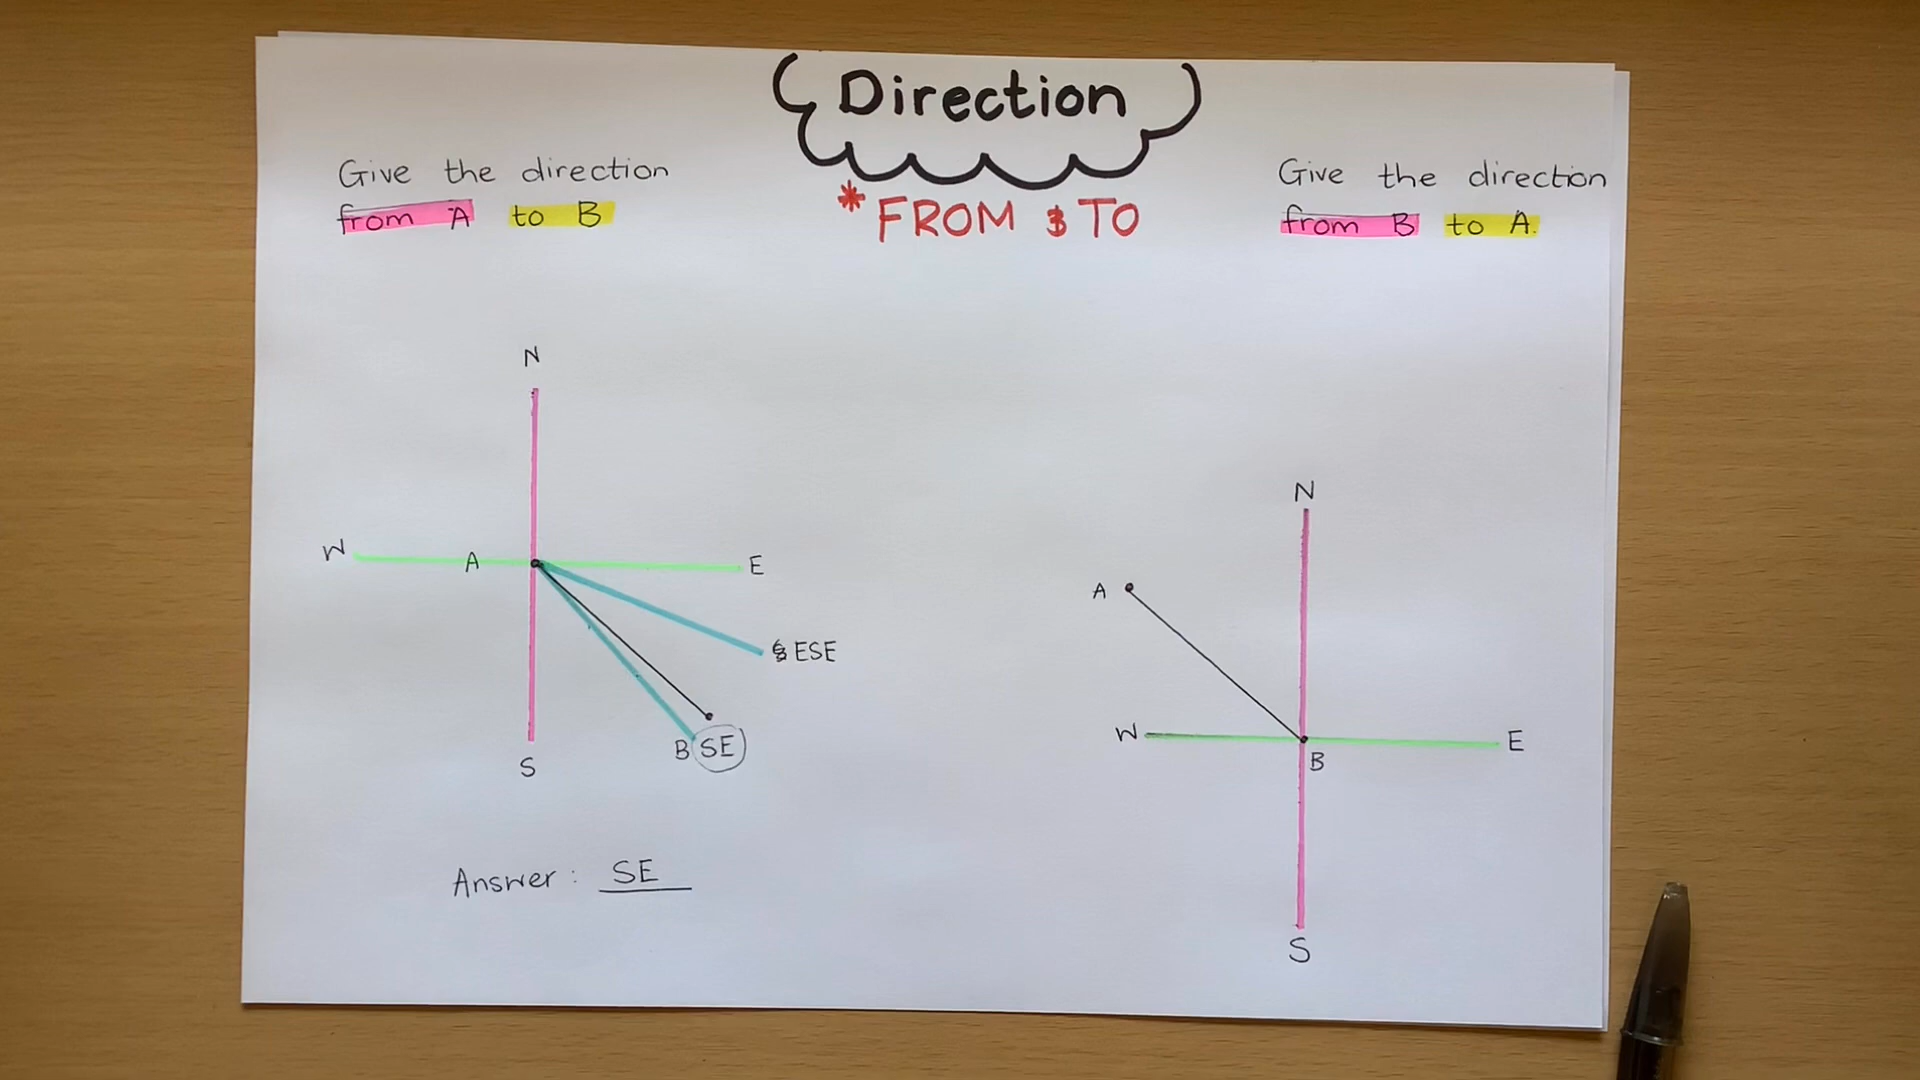 Direction
* FROM & TO
Give the direction
from A to B
N
W
A
E
ESE
B
SE
S
Answer: SE
Give the direction
from B to A.
N
A
W
E
B
S